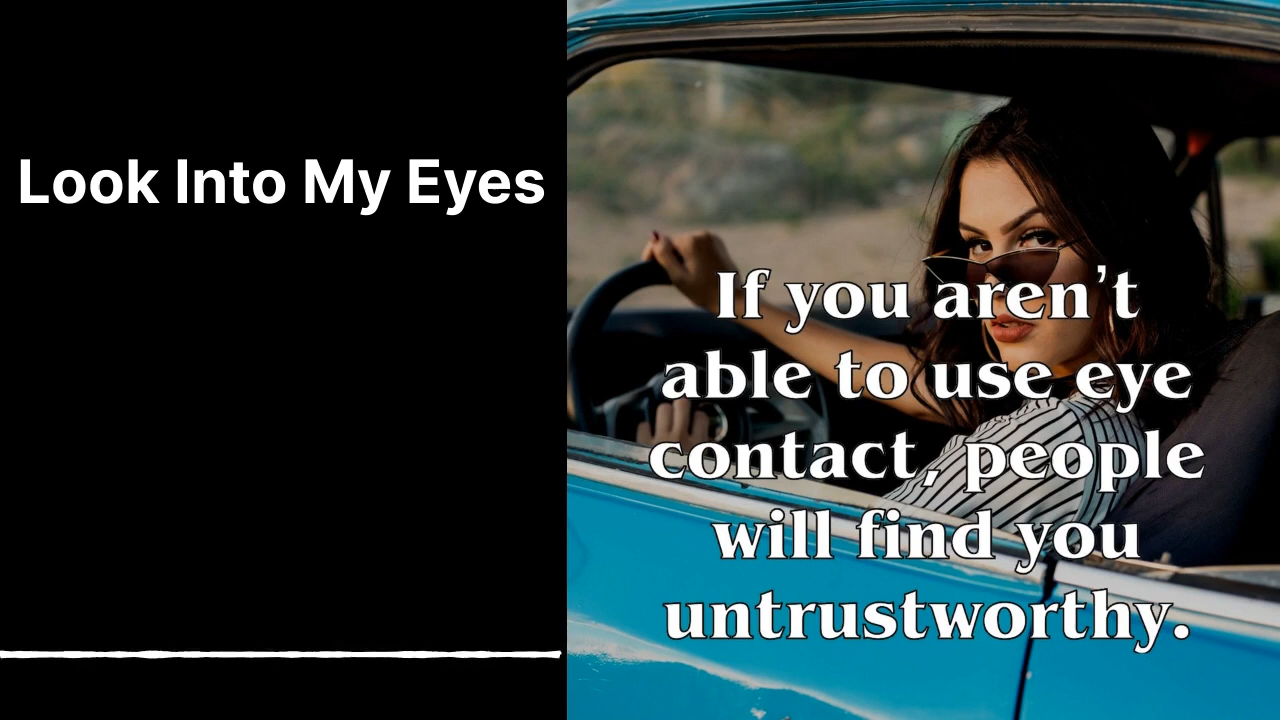 Look Into My Eyes
If you aren't
able to use eye
contact, people
will find you
untrustworthy.